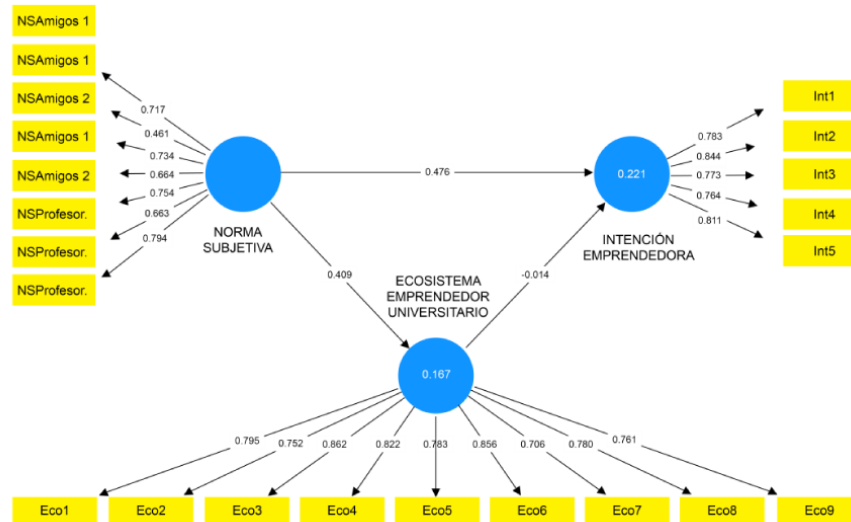 NSAmigos 1
NSAmigos 1
NSAmigos 2
NSAmigos 1
NSAmigos 2
NSProfesor.
NSProfesor.
NSProfesor.
0.717
0.461
0.734
0.664
0.754
0.663
0.794
NORMA
SUBJETIVA
0.476
0.409
0.221
INTENCIÓN
EMPRENDEDORA
0.783
0.844
0.773
0.764
0.811
Int1
Int2
Int3
Int4
Int5
-0.014
ECOSISTEMA
EMPRENDEDOR
UNIVERSITARIO
0.167
0.795
0.752
0.862
0.822
0.783
0.856
0.706
0.780
0.761
Eco1
Eco2
Eco3
Eco4
Eco5
Eco6
Eco7
Eco8
Eco9